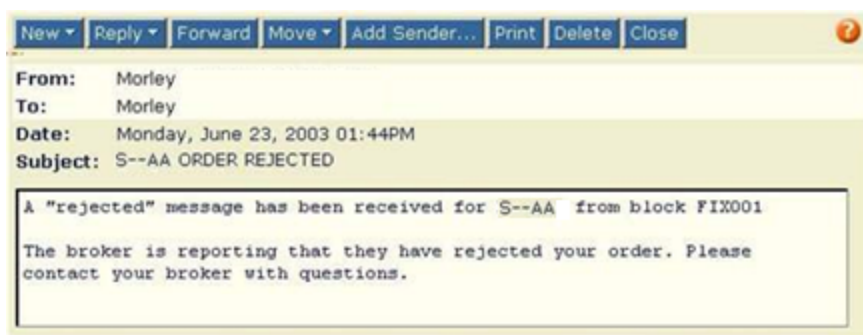 New Reply Forward Move Add Sender... Print Delete Close ?
From: Morley
To: Morley
Date: Monday, June 23, 2003 01:44PM
Subject: S--AA ORDER REJECTED
A "rejected" message has been received for S--AA from block FIX001
The broker is reporting that they have rejected your order. Please
contact your broker with questions.